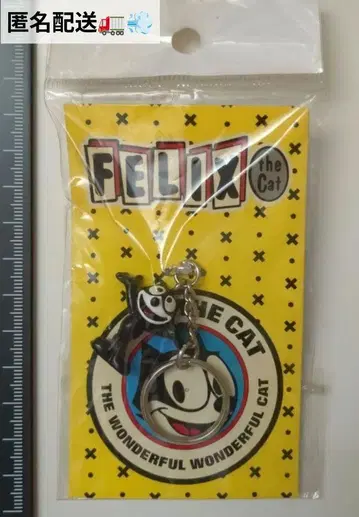 匿名配送🚛💨
FELIX
the
Cat
THE CAT
THE WONDERFUL WONDERFUL CAT